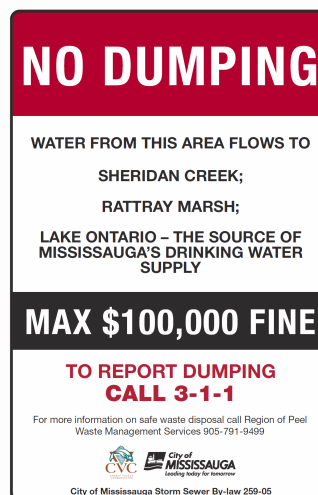 NO DUMPING
WATER FROM THIS AREA FLOWS TO
SHERIDAN CREEK;
RATTRAY MARSH;
LAKE ONTARIO – THE SOURCE OF
MISSISSAUGA'S DRINKING WATER
SUPPLY
MAX $100,000 FINE
TO REPORT DUMPING
CALL 3-1-1
For more information on safe waste disposal call Region of Peel
Waste Management Services 905-791-9499
CVC
City of
MISSISSAUGA
Leading today for tomorrow
City of Mississauga Storm Sewer By-law 259-05